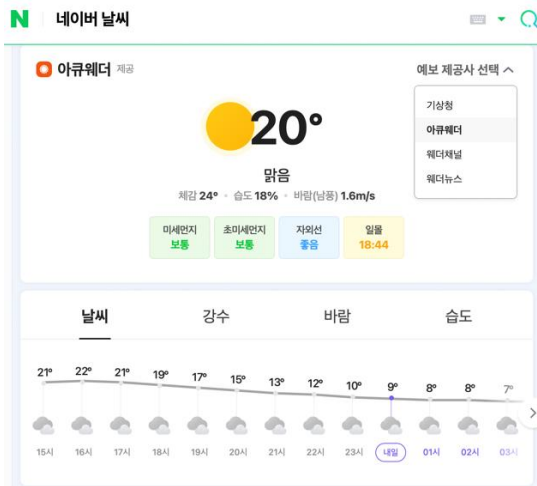 N 네이버 날씨
아큐웨더 제공
예보 제공사 선택
기상청
아큐웨더
웨더채널
웨더뉴스
20°
맑음
체감 24° 습도 18% 바람(남풍) 1.6m/s
미세먼지 초미세먼지 자외선 일몰
보통 보통 좋음 18:44
날씨 강수 바람 습도
21° 22° 21° 19° 17° 15° 13° 12° 10° 9° 8° 8° 7°
15시 16시 17시 18시 19시 20시 21시 22시 23시 내일 01시 02시 03시